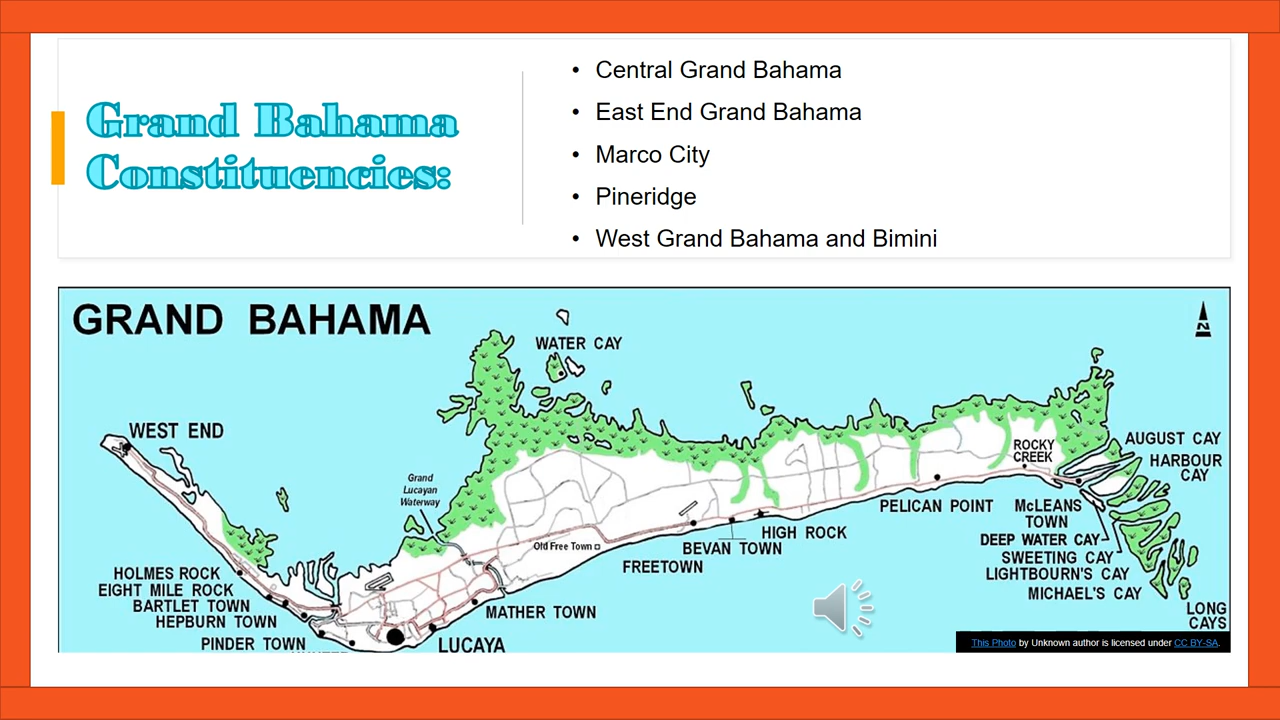 Grand Bahama
Constituencies:
• Central Grand Bahama
• East End Grand Bahama
• Marco City
• Pineridge
• West Grand Bahama and Bimini
GRAND BAHAMA
N
WATER CAY
WEST END
Grand
Lucayan
Waterway
ROCKY
CREEK
AUGUST CAY
HARBOUR
CAY
PELICAN POINT
McLEANS
TOWN
HIGH ROCK
DEEP WATER CAY
Old Free Town
BEVAN TOWN
SWEETING CAY
FREETOWN
HOLMES ROCK
LIGHTBOURN'S CAY
EIGHT MILE ROCK
MICHAEL'S CAY
BARTLET TOWN
MATHER TOWN
LONG
CAYS
HEPBURN TOWN
PINDER TOWN
LUCAYA
This Photo by Unknown author is licensed under CC BY-SA.